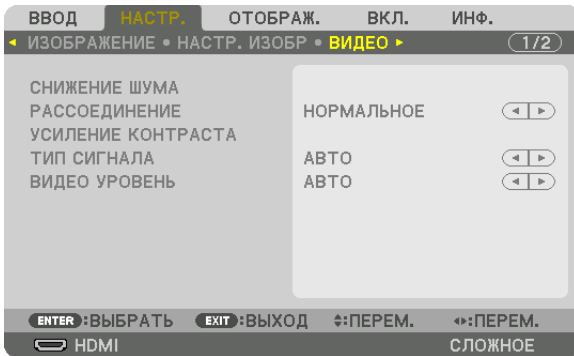 ВВОД НАСТР. ОТОБРАЖ. ВКЛ. ИНФ.
ИЗОБРАЖЕНИЕ • НАСТР. ИЗОБР • ВИДЕО 1/2
СНИЖЕНИЕ ШУМА
РАССОЕДИНЕНИЕ НОРМАЛЬНОЕ
УСИЛЕНИЕ КОНТРАСТА
ТИП СИГНАЛА АВТО
ВИДЕО УРОВЕНЬ АВТО
ENTER :ВЫБРАТЬ EXIT :ВЫХОД :ПЕРЕМ. :ПЕРЕМ.
HDMI СЛОЖНОЕ